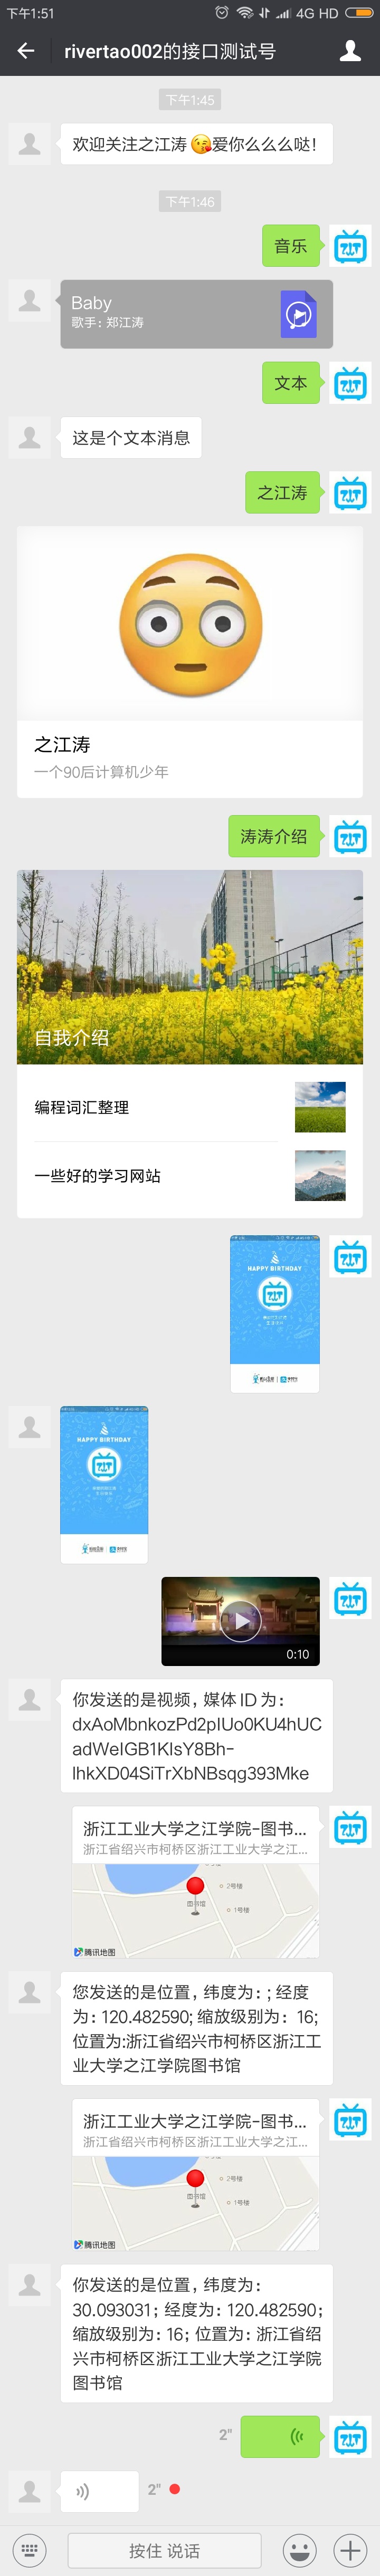 下午1:51
4G HD
rivertao002的接口测试号
下午1:45
欢迎关注之江涛 😘爱你么么么哒!
下午1:46
音乐
Baby
歌手: 郑江涛
文本
这是个文本消息
之江涛
之江涛
一个90后计算机少年
涛涛介绍
自我介绍
编程词汇整理
一些好的学习网站
HAPPY BIRTHDAY
ZJT
HAPPY BIRTHDAY
ZJT
0:10
你发送的是视频，媒体ID为：
dxAoMbnkozPd2pIUo0KU4hUC
adWeIGB1KIsY8Bh-
lhkXD04SiTrXbNBsqg393Mke
浙江工业大学之江学院-图书...
浙江省绍兴市柯桥区浙江工业大学之江...
图书馆
2号楼
1号楼
腾讯地图
您发送的是位置，纬度为：; 经度
为: 120.482590; 缩放级别为：16;
位置为:浙江省绍兴市柯桥区浙江工
业大学之江学院图书馆
浙江工业大学之江学院-图书...
浙江省绍兴市柯桥区浙江工业大学之江...
图书馆
2号楼
1号楼
腾讯地图
你发送的是位置，纬度为：
30.093031；经度为：120.482590；
缩放级别为：16；位置为：浙江省绍
兴市柯桥区浙江工业大学之江学院
图书馆
2"
2"
按住 说话